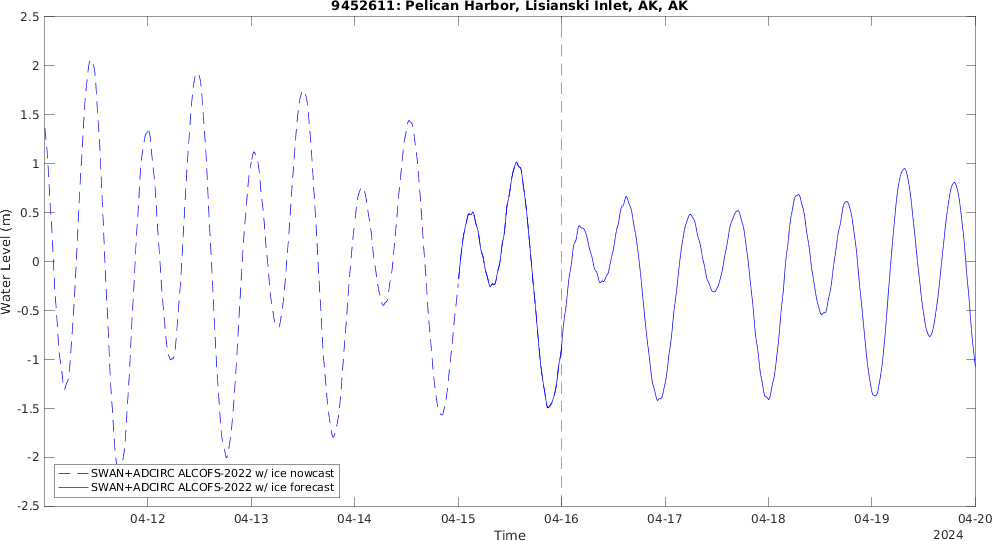 9452611: Pelican Harbor, Lisianski Inlet, AK, AK
2.5
2
1.5
1
0.5
0
-0.5
-1
-1.5
-2
-2.5
Water Level (m)
SWAN+ADCIRC ALCOFS-2022 w/ ice nowcast
SWAN+ADCIRC ALCOFS-2022 w/ ice forecast
04-12 04-13 04-14 04-15 04-16 04-17 04-18 04-19 04-20
Time
2024